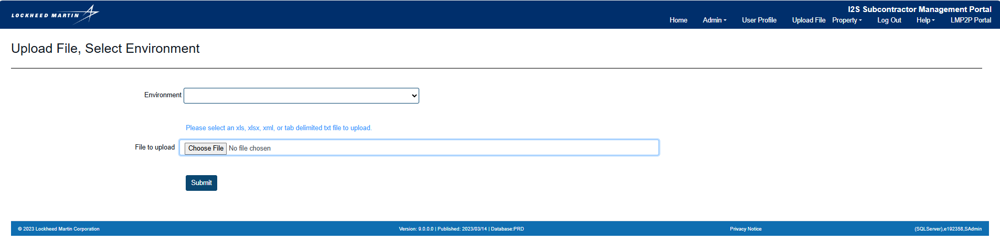 LOCKHEED MARTIN
I2S Subcontractor Management Portal
Home Admin User Profile Upload File Property Log Out Help LMP2P Portal
Upload File, Select Environment
Environment
Please select an xls, xlsx, xml, or tab delimited txt file to upload.
File to upload Choose File No file chosen
Submit
© 2023 Lockheed Martin Corporation Version: 9.0.0.0 | Published: 2023/03/14 | Database:PRD Privacy Notice (SQLServer),e192358,SAdmin